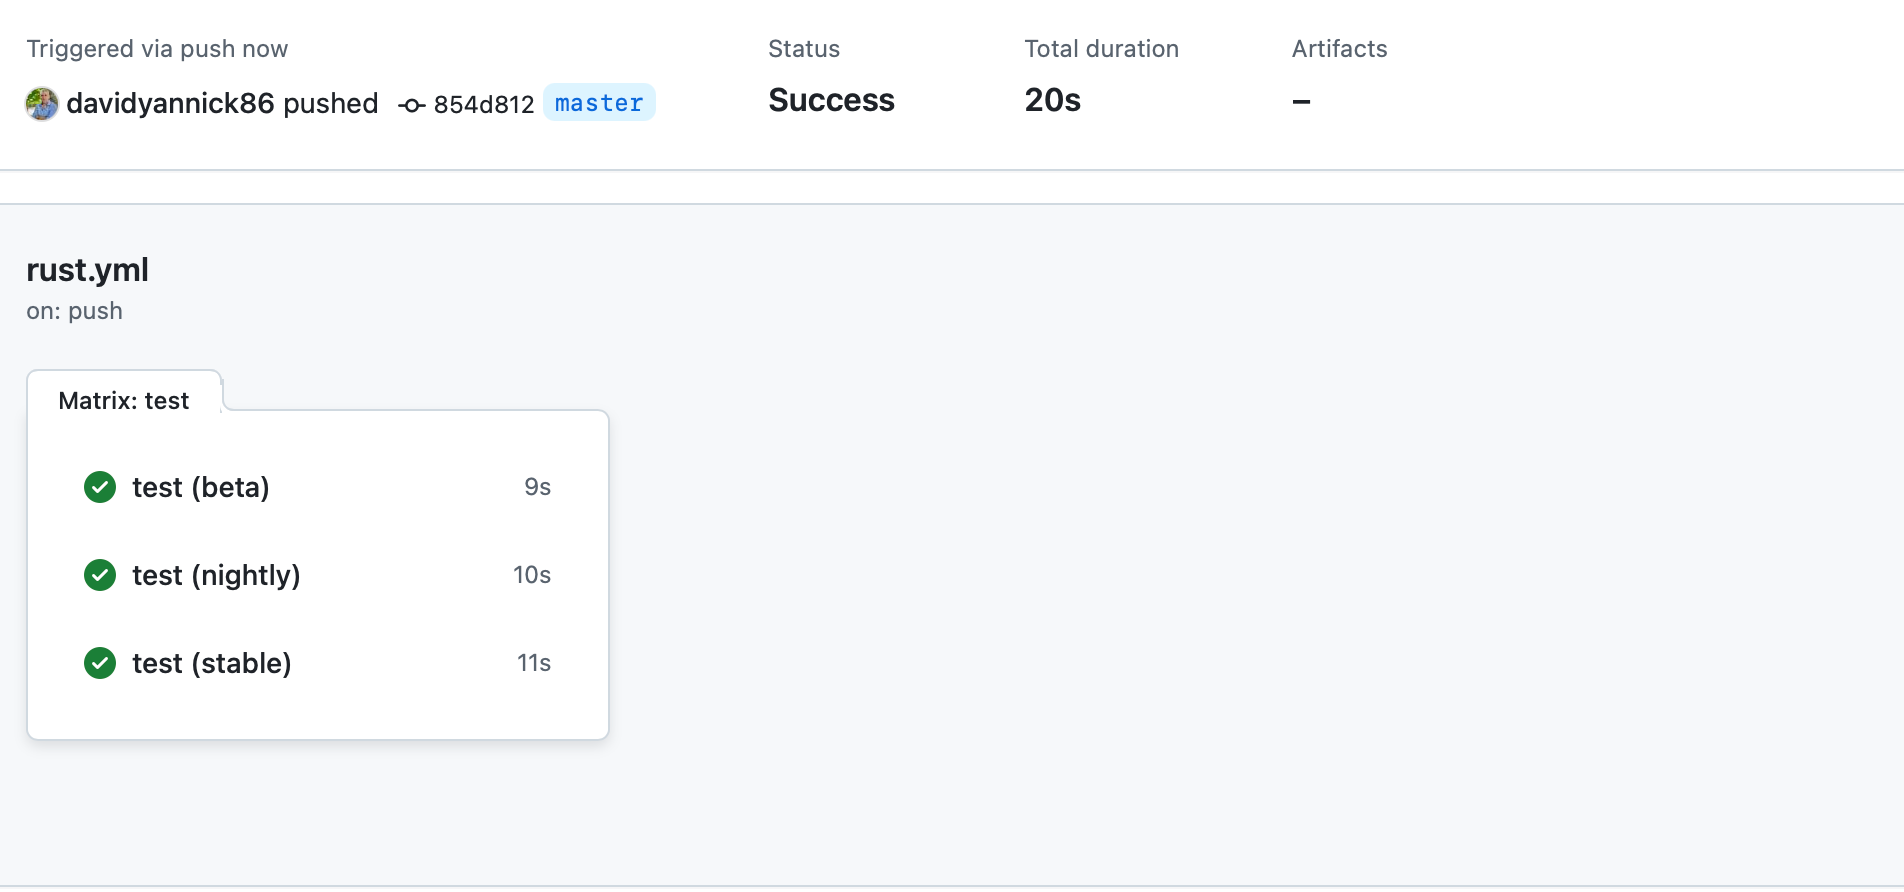 Triggered via push now
davidyannick86 pushed 854d812 master
Status
Success
Total duration
20s
Artifacts
–
rust.yml
on: push
Matrix: test
test (beta) 9s
test (nightly) 10s
test (stable) 11s